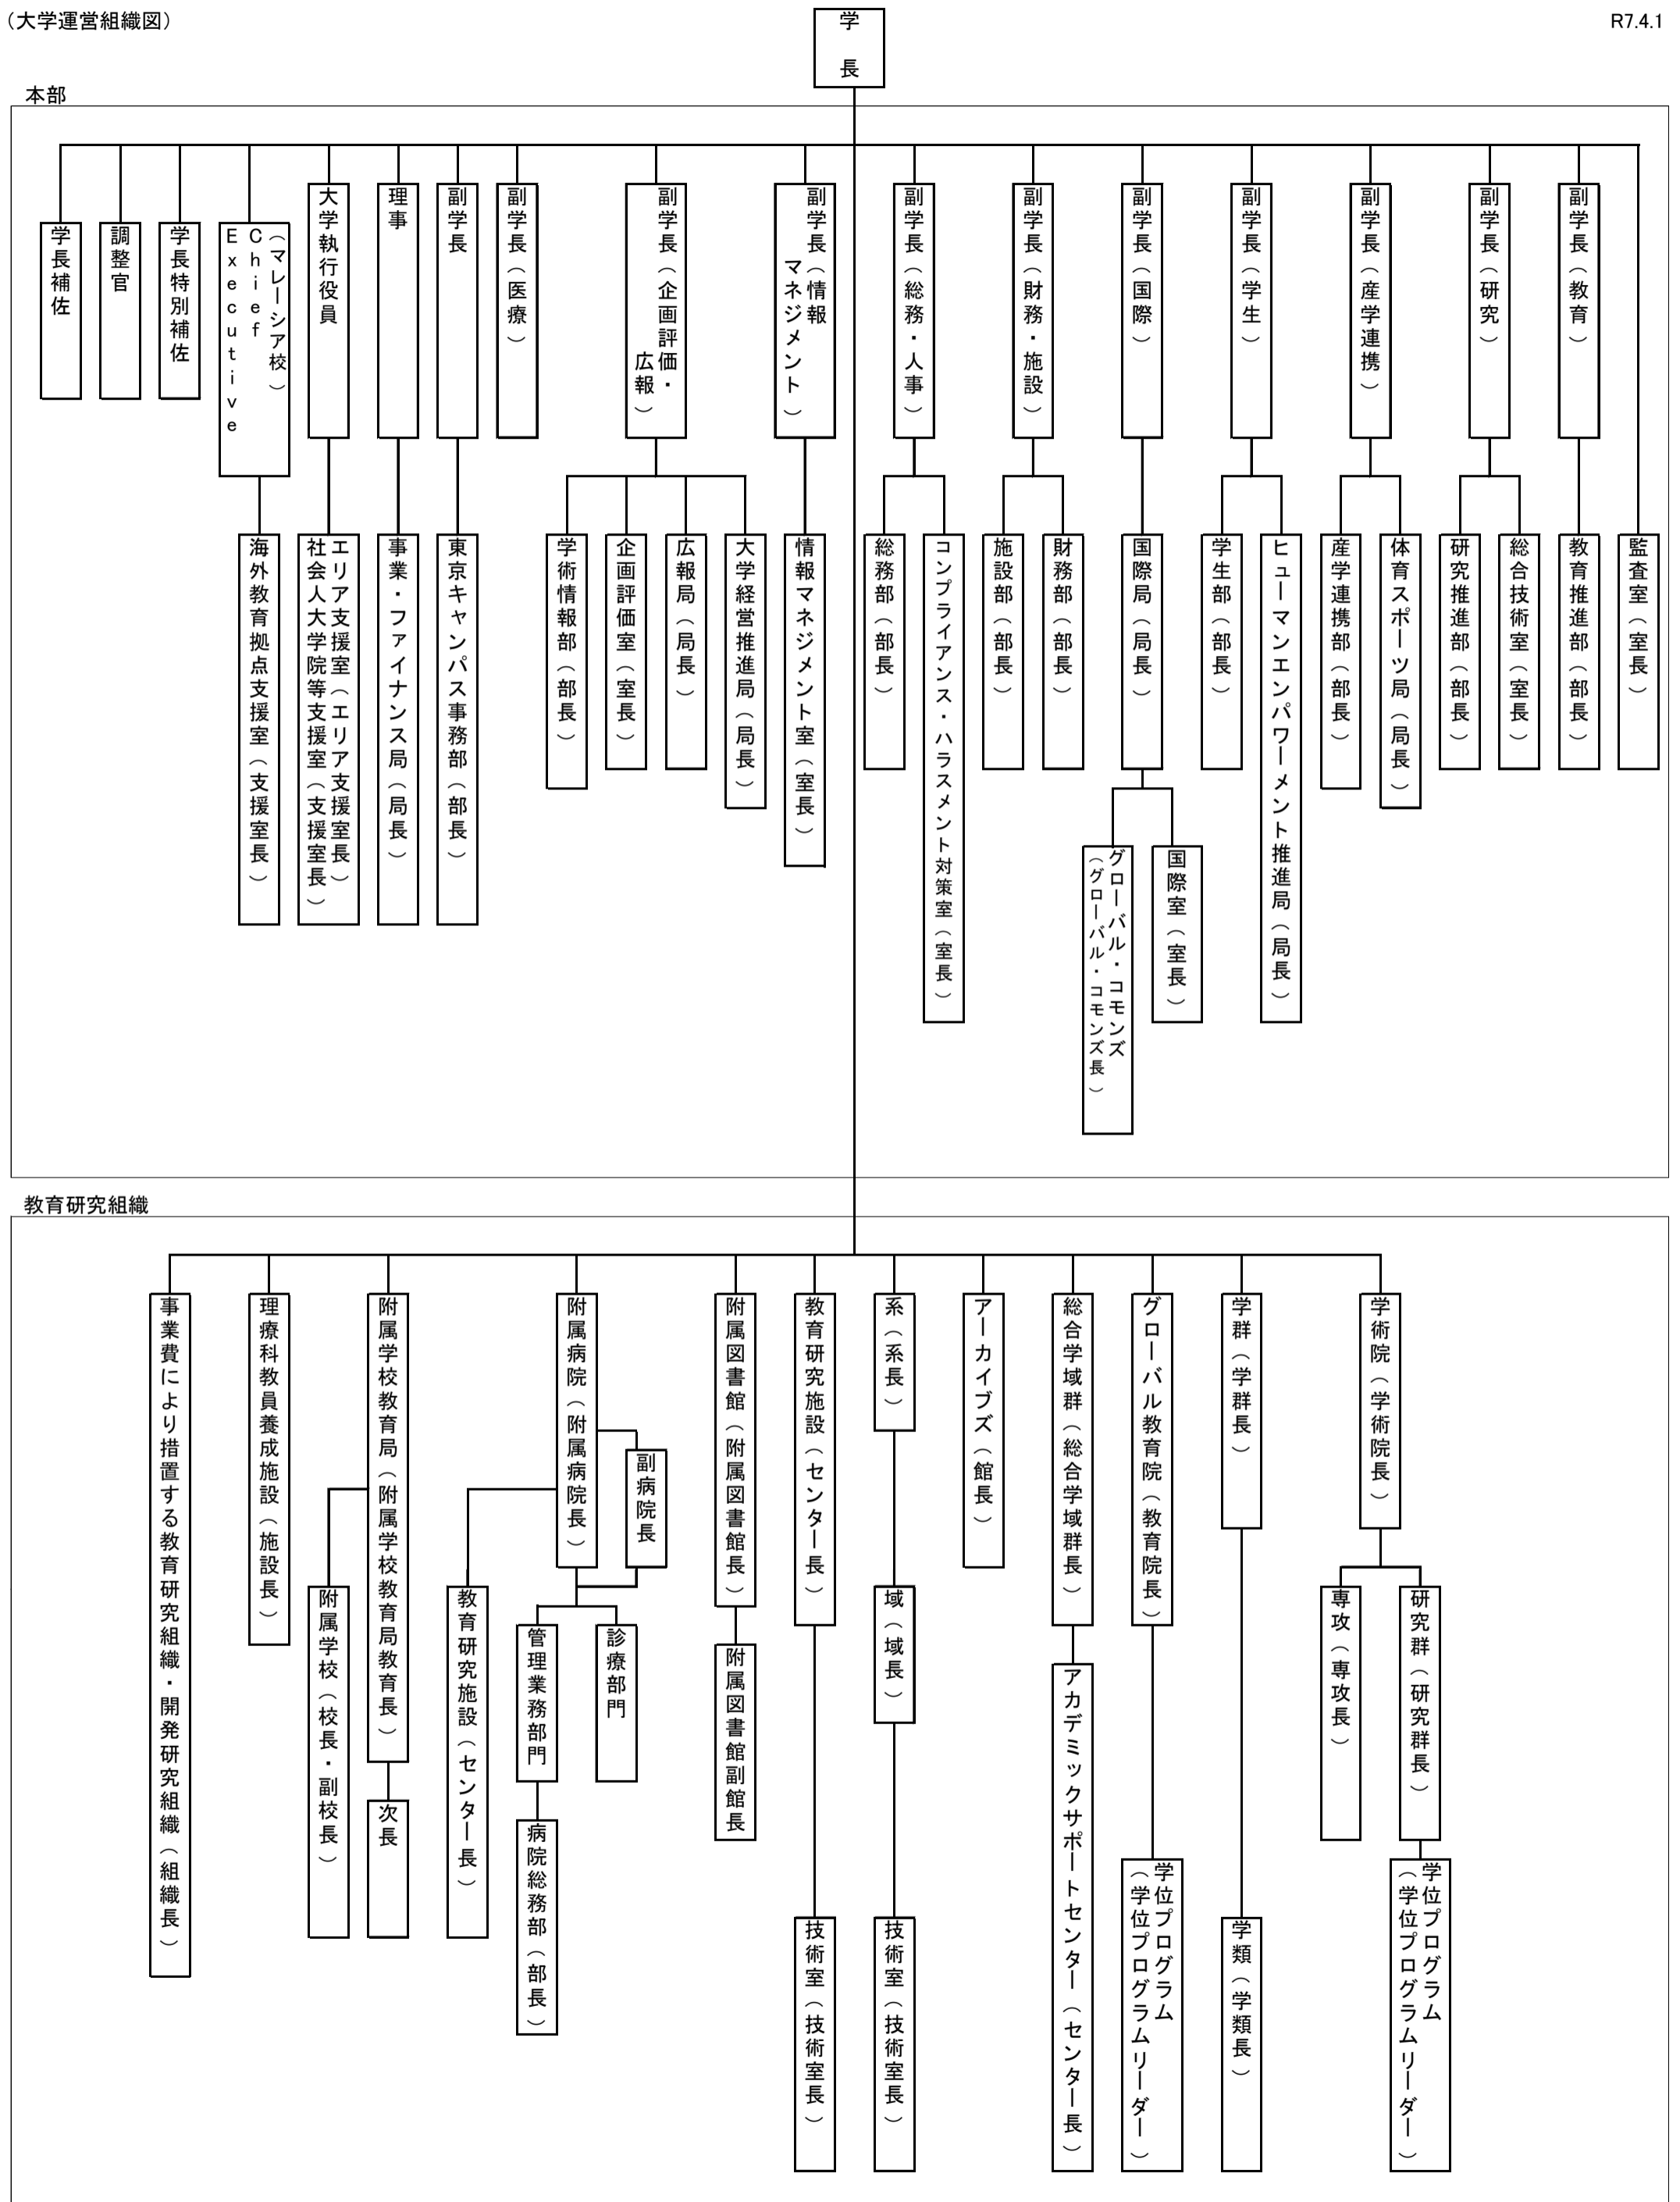 （大学運営組織図）
R7.4.1
学長
本部
副学長（教育）
副学長（研究）
副学長（産学連携）
副学長（学生）
副学長（国際）
副学長（財務・施設）
副学長（総務・人事）
副学長（情報
マネジメント）
副学長（企画評価・
広報）
副学長（医療）
副学長
理事
大学執行役員
（マレーシア校）
Chief
Executive
学長特別補佐
調整官
学長補佐
監査室（室長）
教育推進部（部長）
総合技術室（室長）
研究推進部（部長）
体育スポーツ局（局長）
産学連携部（部長）
ヒューマンエンパワーメント推進局（局長）
学生部（部長）
国際局（局長）
財務部（部長）
施設部（部長）
コンプライアンス・ハラスメント対策室（室長）
総務部（部長）
情報マネジメント室（室長）
大学経営推進局（局長）
広報局（局長）
企画評価室（室長）
学術情報部（部長）
東京キャンパス事務部（部長）
事業・ファイナンス局（局長）
エリア支援室（エリア支援室長）
社会人大学院等支援室（支援室長）
海外教育拠点支援室（支援室長）
国際室（室長）
グローバル・コモンズ
（グローバル・コモンズ長）
教育研究組織
学術院（学術院長）
学群（学群長）
グローバル教育院（教育院長）
総合学域群（総合学域群長）
アーカイブズ（館長）
系（系長）
教育研究施設（センター長）
附属図書館（附属図書館長）
附属病院（附属病院長）
附属学校教育局（附属学校教育局教育長）
理療科教員養成施設（施設長）
事業費により措置する教育研究組織・開発研究組織（組織長）
副病院長
研究群（研究群長）
専攻（専攻長）
域（域長）
診療部門
管理業務部門
教育研究施設（センター長）
附属学校（校長・副校長）
附属図書館副館長
アカデミックサポートセンター（センター長）
次長
病院総務部（部長）
学位プログラム
（学位プログラムリーダー）
学類（学類長）
学位プログラム
（学位プログラムリーダー）
技術室（技術室長）
技術室（技術室長）